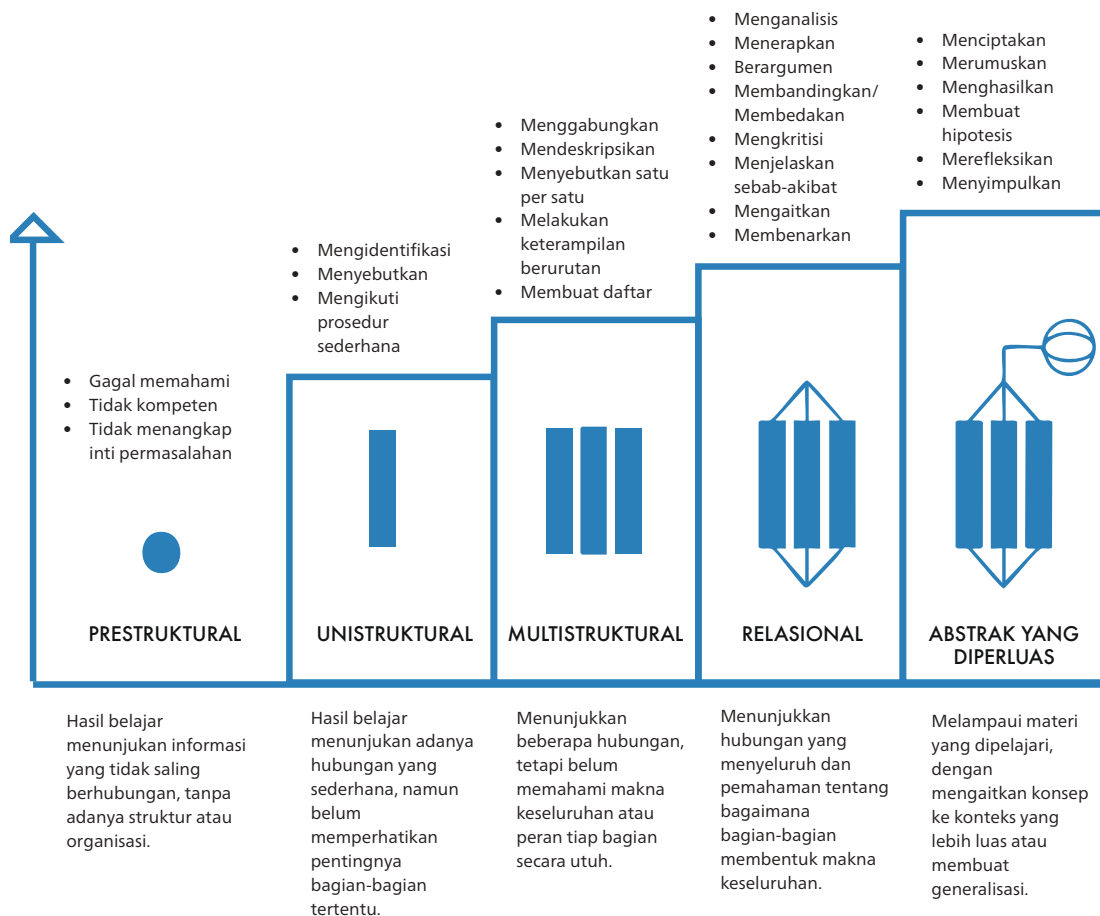 • Gagal memahami
• Tidak kompeten
• Tidak menangkap
inti permasalahan
PRESTRUKTURAL
Hasil belajar
menunjukan informasi
yang tidak saling
berhubungan, tanpa
adanya struktur atau
organisasi.
• Mengidentifikasi
• Menyebutkan
• Mengikuti
prosedur
sederhana
UNISTRUKTURAL
Hasil belajar
menunjukan adanya
hubungan yang
sederhana, namun
belum
memperhatikan
pentingnya
bagian-bagian
tertentu.
• Menggabungkan
• Mendeskripsikan
• Menyebutkan satu
per satu
• Melakukan
keterampilan
berurutan
• Membuat daftar
MULTISTRUKTURAL
Menunjukkan
beberapa hubungan,
tetapi belum
memahami makna
keseluruhan atau
peran tiap bagian
secara utuh.
• Menganalisis
• Menerapkan
• Berargumen
• Membandingkan/
Membedakan
• Mengkritisi
• Menjelaskan
sebab-akibat
• Mengaitkan
• Membenarkan
RELASIONAL
Menunjukkan
hubungan yang
menyeluruh dan
pemahaman tentang
bagaimana
bagian-bagian
membentuk makna
keseluruhan.
• Menciptakan
• Merumuskan
• Menghasilkan
• Membuat
hipotesis
• Merefleksikan
• Menyimpulkan
ABSTRAK YANG
DIPERLUAS
Melampaui materi
yang dipelajari,
dengan
mengaitkan konsep
ke konteks yang
lebih luas atau
membuat
generalisasi.